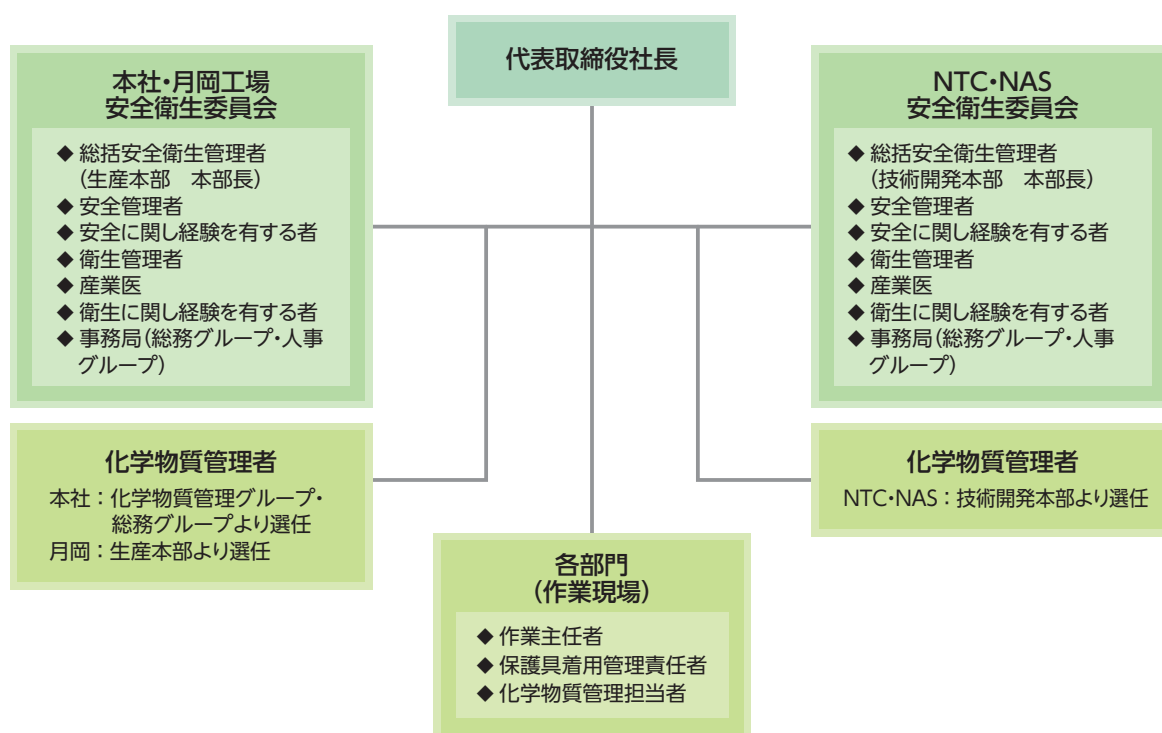 代表取締役社長
本社・月岡工場
安全衛生委員会
◆ 総括安全衛生管理者
(生産本部　本部長)
◆ 安全管理者
◆ 安全に関し経験を有する者
◆ 衛生管理者
◆ 産業医
◆ 衛生に関し経験を有する者
◆ 事務局(総務グループ・人事
グループ)
NTC・NAS
安全衛生委員会
◆ 総括安全衛生管理者
(技術開発本部　本部長)
◆ 安全管理者
◆ 安全に関し経験を有する者
◆ 衛生管理者
◆ 産業医
◆ 衛生に関し経験を有する者
◆ 事務局(総務グループ・人事
グループ)
化学物質管理者
本社：化学物質管理グループ・
総務グループより選任
月岡：生産本部より選任
化学物質管理者
NTC・NAS：技術開発本部より選任
各部門
(作業現場)
◆ 作業主任者
◆ 保護具着用管理責任者
◆ 化学物質管理担当者